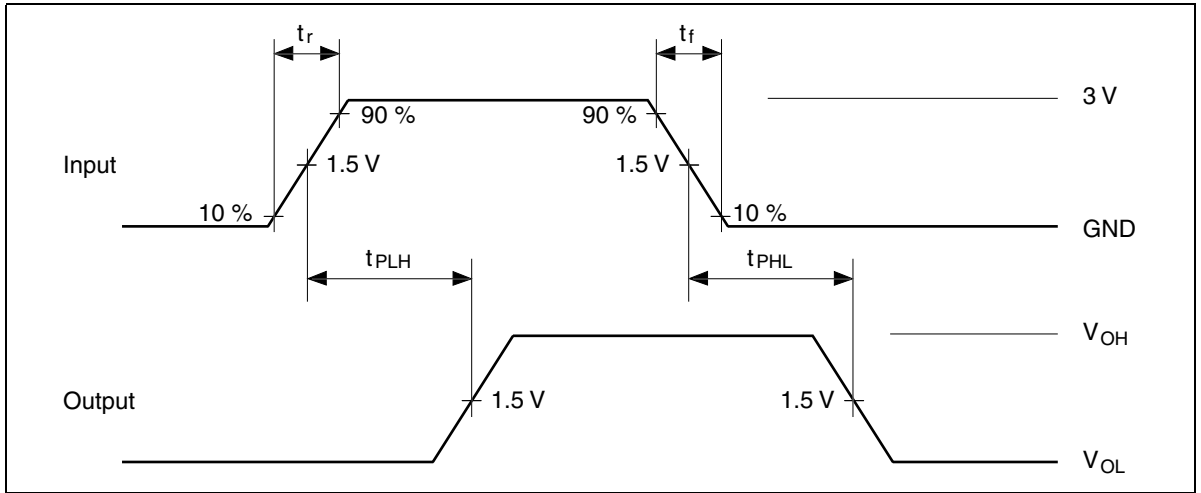 tr
tf
3 V
90 %
90 %
Input
1.5 V
1.5 V
10 %
10 %
GND
tPLH
tPHL
VOH
Output
1.5 V
1.5 V
VOL